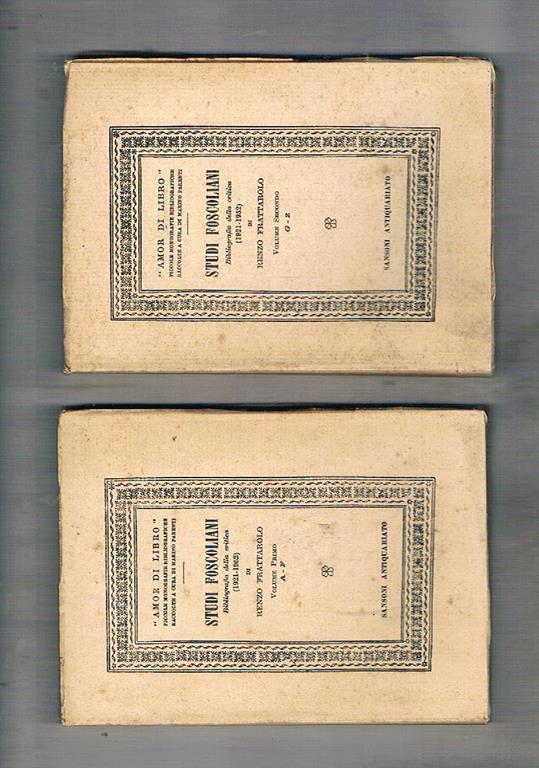 " AMOR DI LIBRO "
PICCOLE MONOGRAFIE BIBLIOGRAFICHE
RACCOLTE A CURA DI MARINO PARENTI
STUDI FOSCOLIANI
Bibliografia della critica
(1921-1952)
DI
RENZO FRATTAROLO
VOLUME SECONDO
G - Z
SANSONI ANTIQUARIATO
" AMOR DI LIBRO "
PICCOLE MONOGRAFIE BIBLIOGRAFICHE
RACCOLTE A CURA DI MARINO PARENTI
STUDI FOSCOLIANI
Bibliografia della critica
(1921-1952)
DI
RENZO FRATTAROLO
VOLUME PRIMO
A - F
SANSONI ANTIQUARIATO